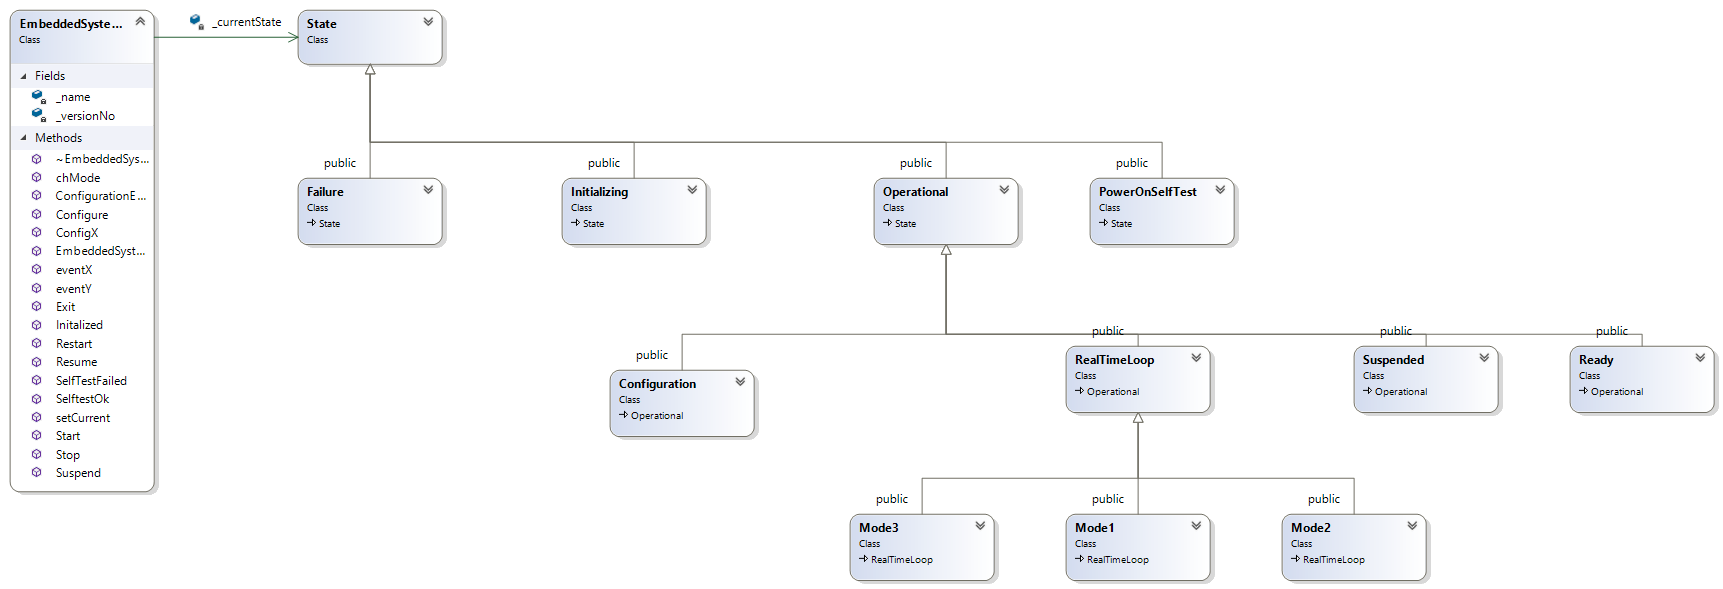 EmbeddedSyste...
Class
Fields
_name
_versionNo
Methods
~EmbeddedSys...
chMode
ConfigurationE...
Configure
ConfigX
EmbeddedSyst...
eventX
eventY
Exit
Initalized
Restart
Resume
SelfTestFailed
SelftestOk
setCurrent
Start
Stop
Suspend
_currentState
State
Class
public
Failure
Class
State
public
Initializing
Class
State
public
Operational
Class
State
public
PowerOnSelfTest
Class
State
public
Configuration
Class
Operational
public
RealTimeLoop
Class
Operational
public
Suspended
Class
Operational
public
Ready
Class
Operational
public
Mode3
Class
RealTimeLoop
public
Mode1
Class
RealTimeLoop
public
Mode2
Class
RealTimeLoop